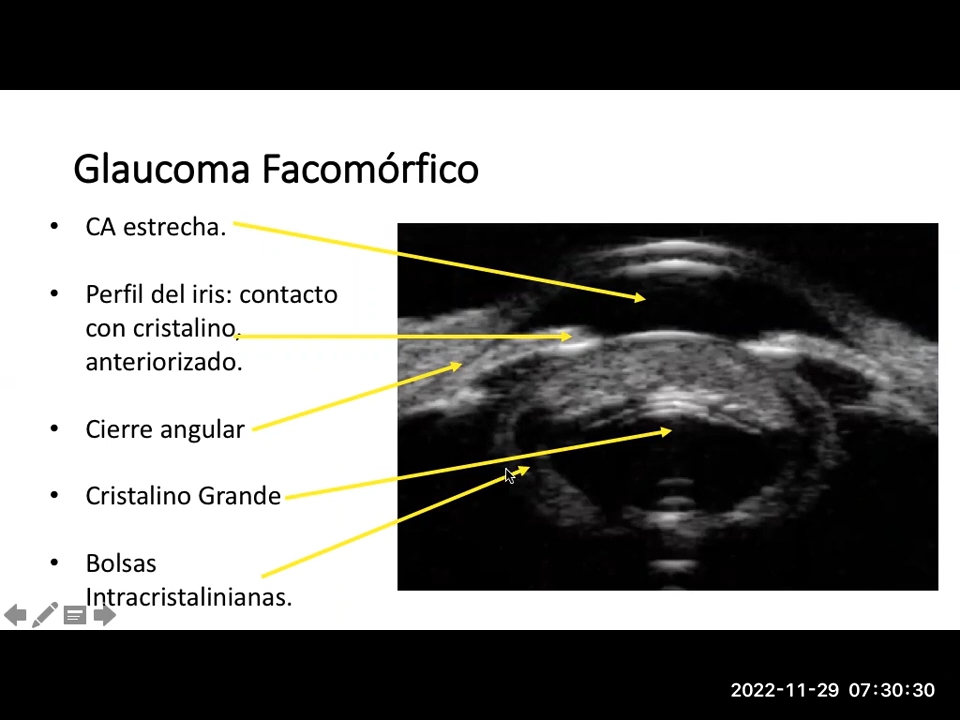 Glaucoma Facomórfico
• CA estrecha.
• Perfil del iris: contacto
con cristalino,
anteriorizado.
• Cierre angular
• Cristalino Grande
• Bolsas
Intracristalinianas.
2022-11-29 07:30:30